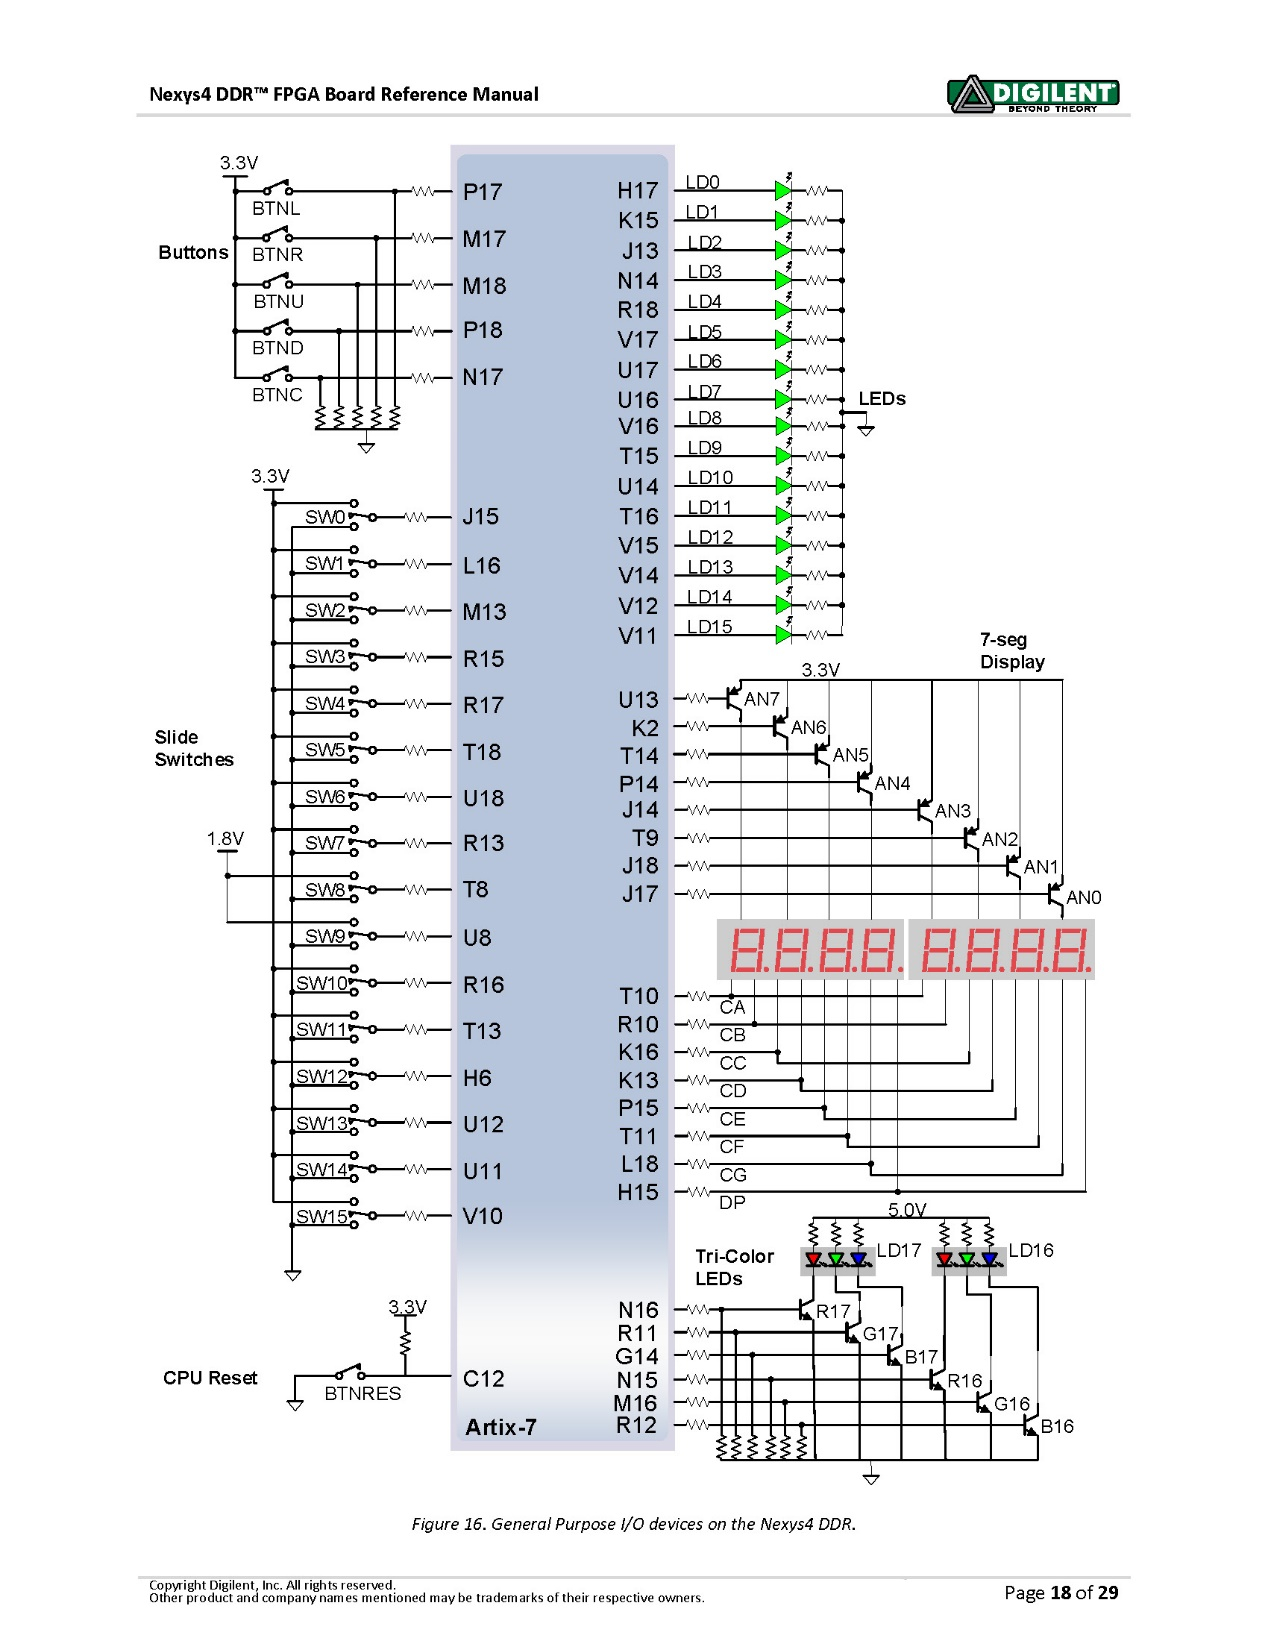 Nexys4 DDR™ FPGA Board Reference Manual
DIGILENT
BEYOND THEORY
3.3V
BTNL
P17
Buttons
BTNR
M17
BTNU
M18
BTND
P18
BTNC
N17
3.3V
SW0
J15
SW1
L16
SW2
M13
SW3
R15
SW4
R17
Slide
Switches
SW5
T18
SW6
U18
1.8V
SW7
R13
SW8
T8
SW9
U8
SW10
R16
SW11
T13
SW12
H6
SW13
U12
SW14
U11
SW15
V10
3.3V
CPU Reset
BTNRES
C12
Artix-7
H17 LD0
K15 LD1
J13 LD2
N14 LD3
R18 LD4
V17 LD5
U17 LD6
U16 LD7
LEDs
V16 LD8
T15 LD9
U14 LD10
T16 LD11
V15 LD12
V14 LD13
V12 LD14
V11 LD15
7-seg
Display
3.3V
U13 AN7
K2 AN6
T14 AN5
P14 AN4
J14 AN3
T9 AN2
J18 AN1
J17 AN0
8.8.8.8. 8.8.8.8.
T10 CA
R10 CB
K16 CC
K13 CD
P15 CE
T11 CF
L18 CG
H15 DP
5.0V
Tri-Color
LEDs
LD17
LD16
N16 R17
R11 G17
G14 B17
N15 R16
M16 G16
R12 B16
Figure 16. General Purpose I/O devices on the Nexys4 DDR.
Copyright Digilent, Inc. All rights reserved.
Other product and company names mentioned may be trademarks of their respective owners.
Page 18 of 29